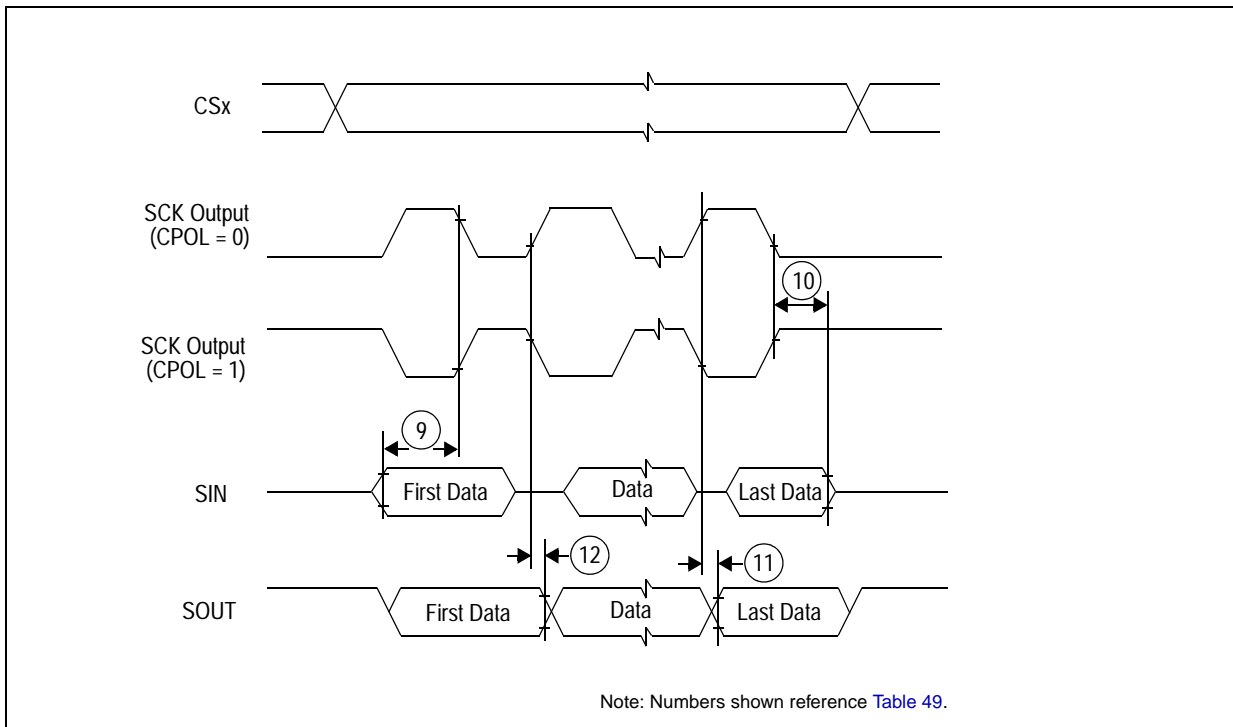 CSx
SCK Output
(CPOL = 0)
10
SCK Output
(CPOL = 1)
9
SIN
First Data
Data
Last Data
12
11
SOUT
First Data
Data
Last Data
Note: Numbers shown reference Table 49.